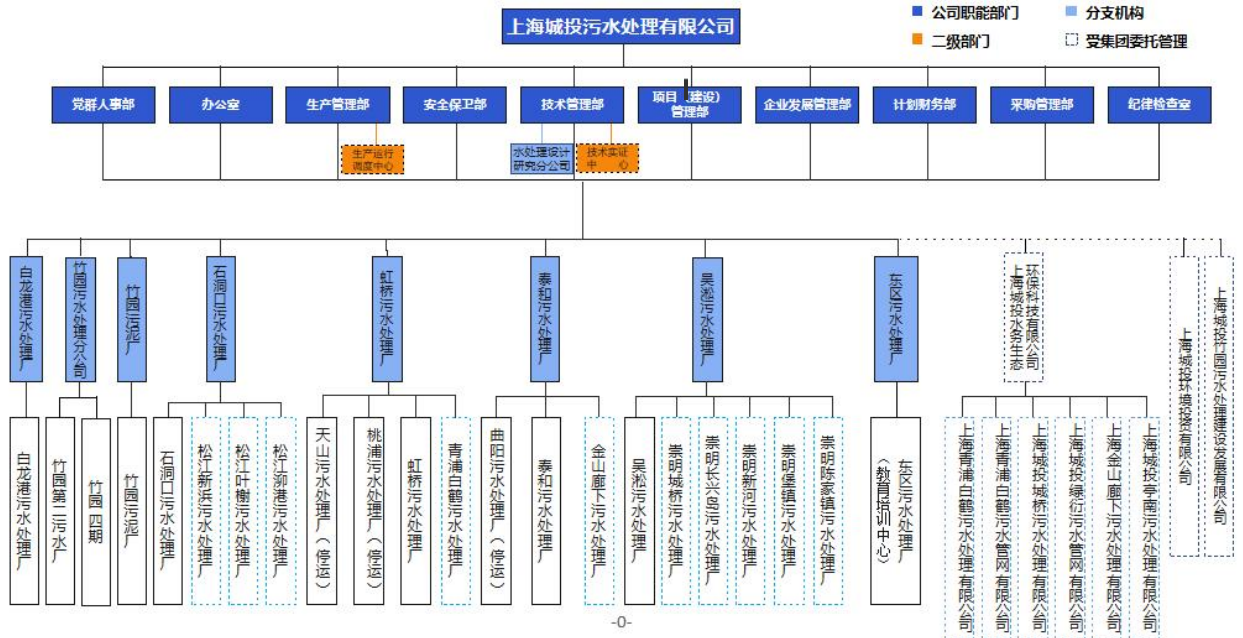 上海城投污水处理有限公司
公司职能部门
分支机构
二级部门
受集团委托管理
党群人事部
办公室
生产管理部
安全保卫部
技术管理部
项目（建设）
管理部
企业发展管理部
计划财务部
采购管理部
纪律检查室
生产运行
调度中心
水处理设计
研究分公司
技术实证
中 心
白龙港污水处理厂
竹园污水处理分公司
竹园污泥厂
石洞口污水处理厂
虹桥污水处理厂
泰和污水处理厂
吴淞污水处理厂
东区污水处理厂
上海城投水务生态
环保科技有限公司
上海城投环境投资有限公司
上海城投竹园污水处理建设发展有限公司
白龙港污水处理厂
竹园第二污水厂
竹园四期
竹园污泥厂
石洞口污水处理厂
松江新浜污水处理厂
松江叶榭污水处理厂
松江泖港污水处理厂
天山污水处理厂（停运）
桃浦污水处理厂（停运）
虹桥污水处理厂
青浦白鹤污水处理厂
曲阳污水处理厂（停运）
泰和污水处理厂
金山廊下污水处理厂
吴淞污水处理厂
崇明城桥污水处理厂
崇明长兴岛污水处理厂
崇明新河污水处理厂
崇明堡镇污水处理厂
崇明陈家镇污水处理厂
东区污水处理厂
（教育培训中心）
上海青浦白鹤污水处理有限公司
上海青浦白鹤污水管网有限公司
上海城投城桥污水处理有限公司
上海城投绿衍污水管网有限公司
上海金山廊下污水处理有限公司
上海城投亭南污水处理有限公司
-0-